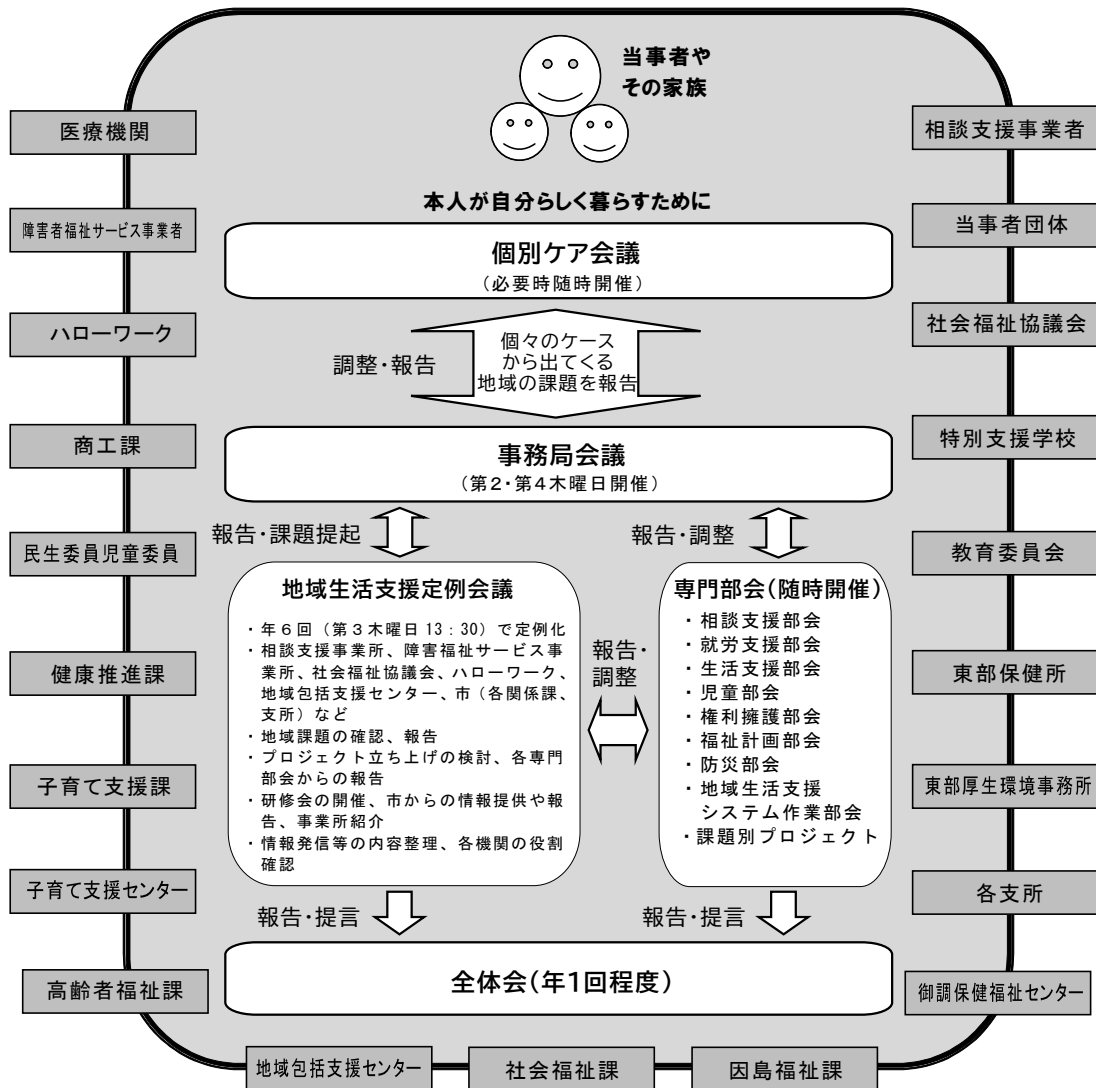 当事者や
その家族
本人が自分らしく暮らすために
個別ケア会議
（必要時随時開催）
調整・報告
個々のケース
から出てくる
地域の課題を報告
事務局会議
（第２・第４木曜日開催）
報告・課題提起
報告・調整
地域生活支援定例会議
・年６回（第３木曜日 13：30）で定例化
・相談支援事業所、障害福祉サービス事
業所、社会福祉協議会、ハローワーク、
地域包括支援センター、市（各関係課、
支所）など
・地域課題の確認、報告
・プロジェクト立ち上げの検討、各専門
部会からの報告
・研修会の開催、市からの情報提供や報
告、事業所紹介
・情報発信等の内容整理、各機関の役割
確認
報告・
調整
専門部会（随時開催）
・相談支援部会
・就労支援部会
・生活支援部会
・児童部会
・権利擁護部会
・福祉計画部会
・防災部会
・地域生活支援
システム作業部会
・課題別プロジェクト
報告・提言
報告・提言
全体会（年１回程度）
医療機関
障害者福祉サービス事業者
ハローワーク
商工課
民生委員児童委員
健康推進課
子育て支援課
子育て支援センター
高齢者福祉課
地域包括支援センター
社会福祉課
因島福祉課
相談支援事業者
当事者団体
社会福祉協議会
特別支援学校
教育委員会
東部保健所
東部厚生環境事務所
各支所
御調保健福祉センター